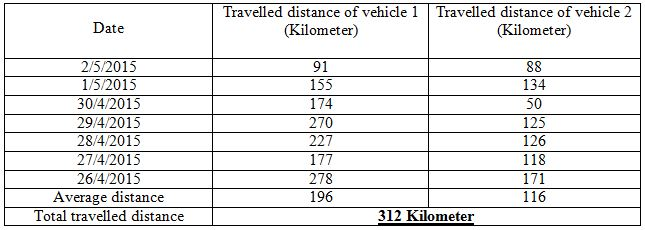 Date Travelled distance of vehicle 1 (Kilometer) Travelled distance of vehicle 2 (Kilometer)
2/5/2015 91 88
1/5/2015 155 134
30/4/2015 174 50
29/4/2015 270 125
28/4/2015 227 126
27/4/2015 177 118
26/4/2015 278 171
Average distance 196 116
Total travelled distance 312 Kilometer